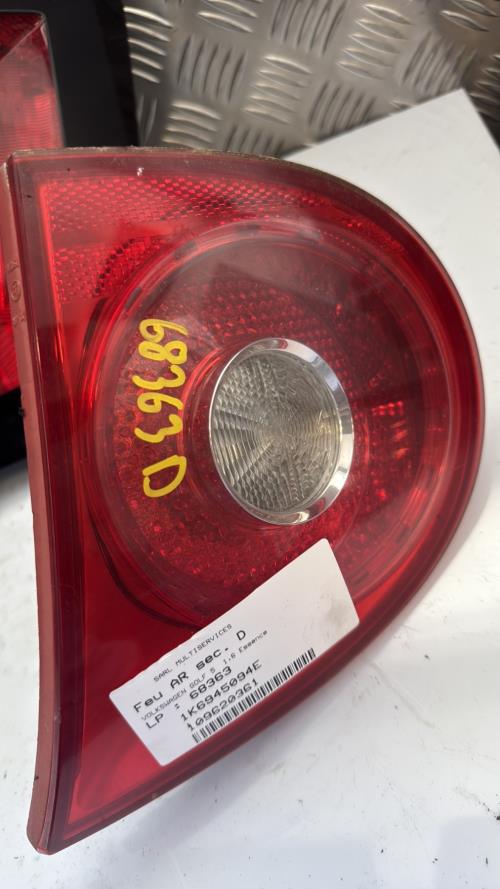 68363 D
SARL MULTISERVICES
Feu AR sec. D
VOLKSWAGEN GOLF 5 1.6 Essence
LP : 68363
1K6945094E
109620361